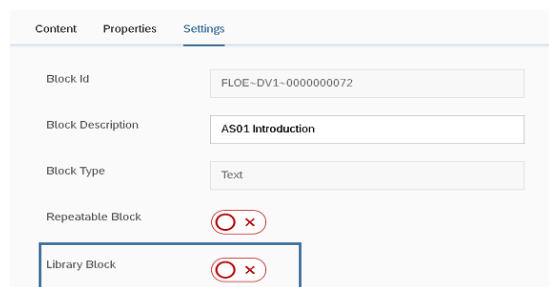 Content Properties Settings
Block Id FLOE~DV1~0000000072
Block Description AS01 Introduction
Block Type Text
Repeatable Block
Library Block